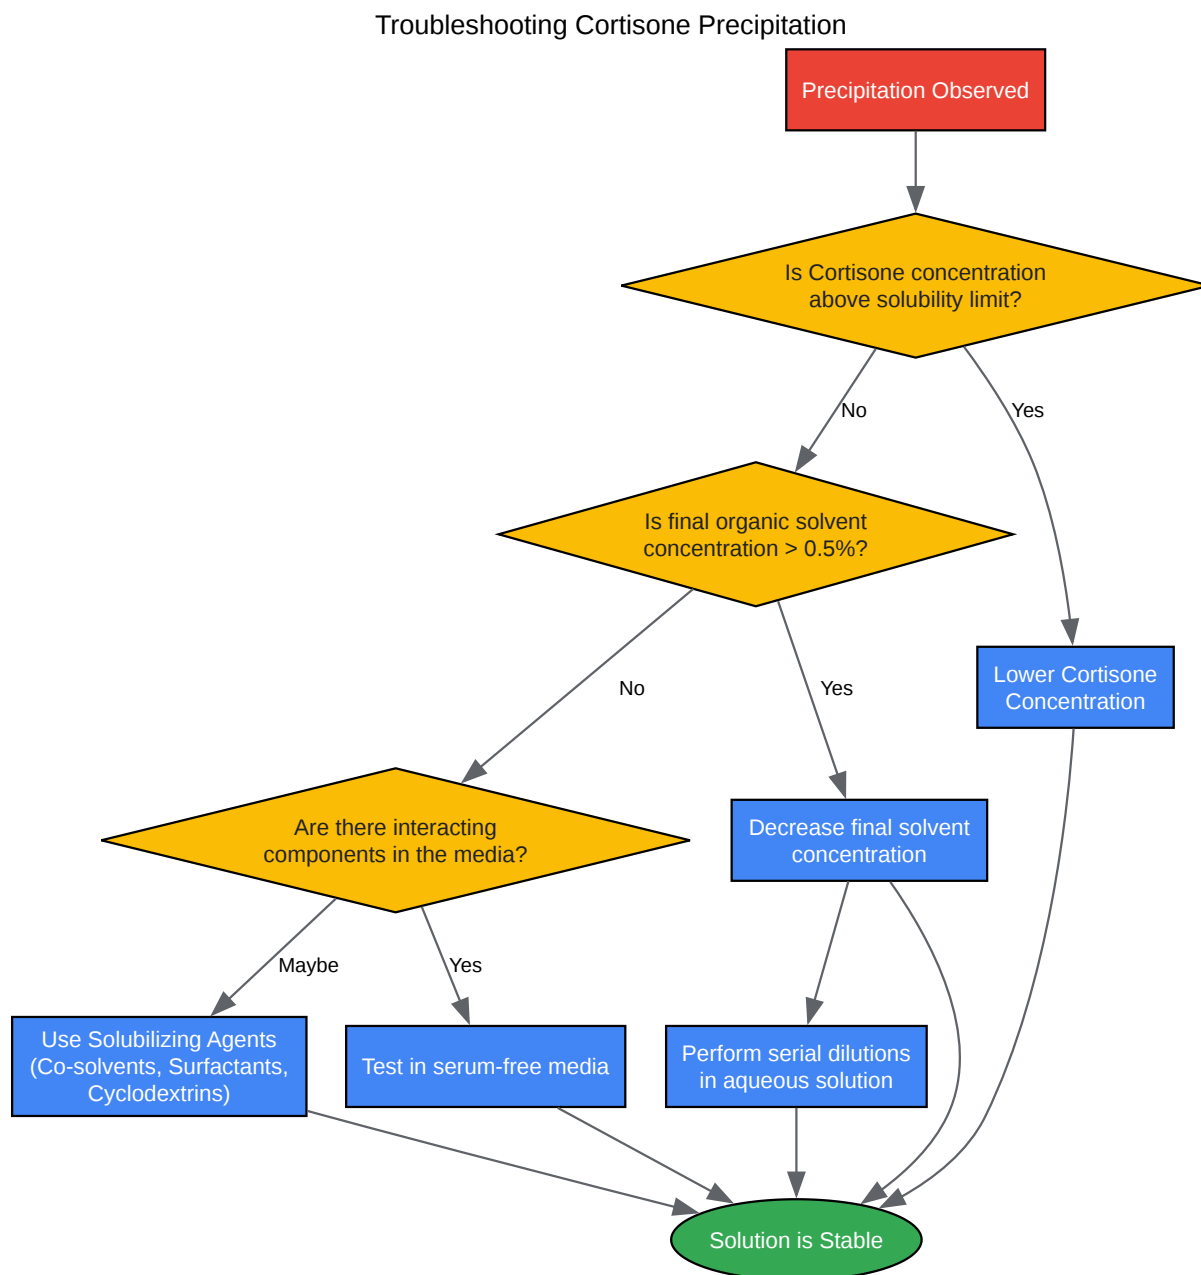 Troubleshooting Cortisone Precipitation
Precipitation Observed
Is Cortisone concentration
above solubility limit?
No
Yes
Is final organic solvent
concentration > 0.5%?
No
Yes
Lower Cortisone
Concentration
Are there interacting
components in the media?
Decrease final solvent
concentration
Maybe
Yes
Use Solubilizing Agents
(Co-solvents, Surfactants,
Cyclodextrins)
Test in serum-free media
Perform serial dilutions
in aqueous solution
Solution is Stable